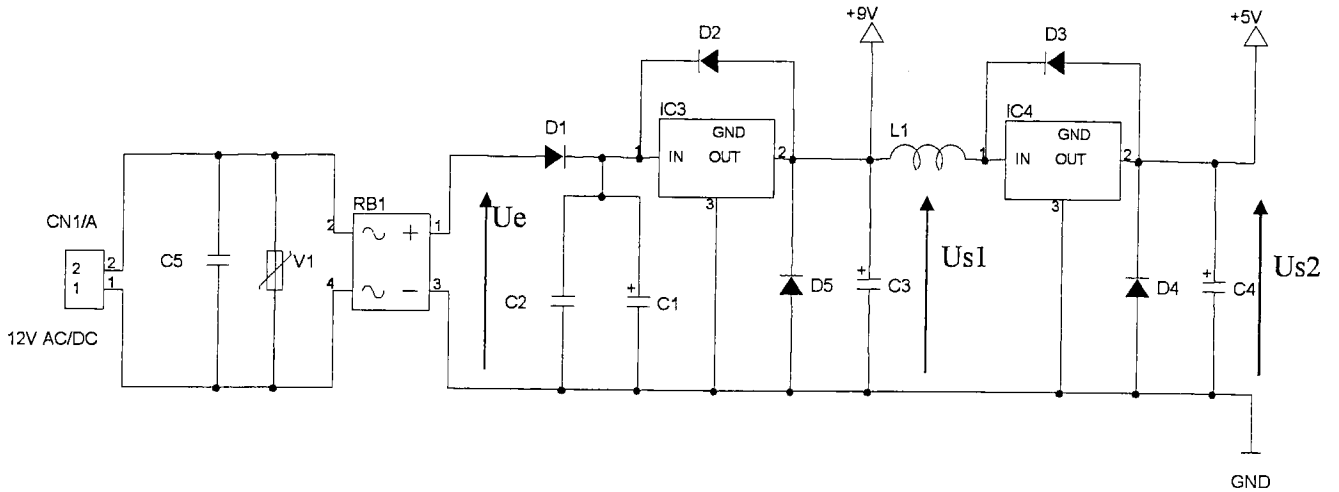 +9V
+5V
D2
D3
IC3
GND
IN OUT
1
2
3
IC4
GND
IN OUT
1
2
3
L1
D1
CN1/A
2
1
2
1
12V AC/DC
C5
V1
RB1
2
4
1
3
+
−
Ue
C2
+
C1
D5
+
C3
Us1
D4
+
C4
Us2
GND